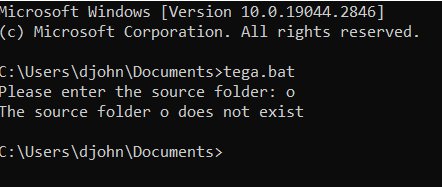 Microsoft Windows [Version 10.0.19044.2846]
(c) Microsoft Corporation. All rights reserved.
C:\Users\djohn\Documents>tega.bat
Please enter the source folder: o
The source folder o does not exist
C:\Users\djohn\Documents>